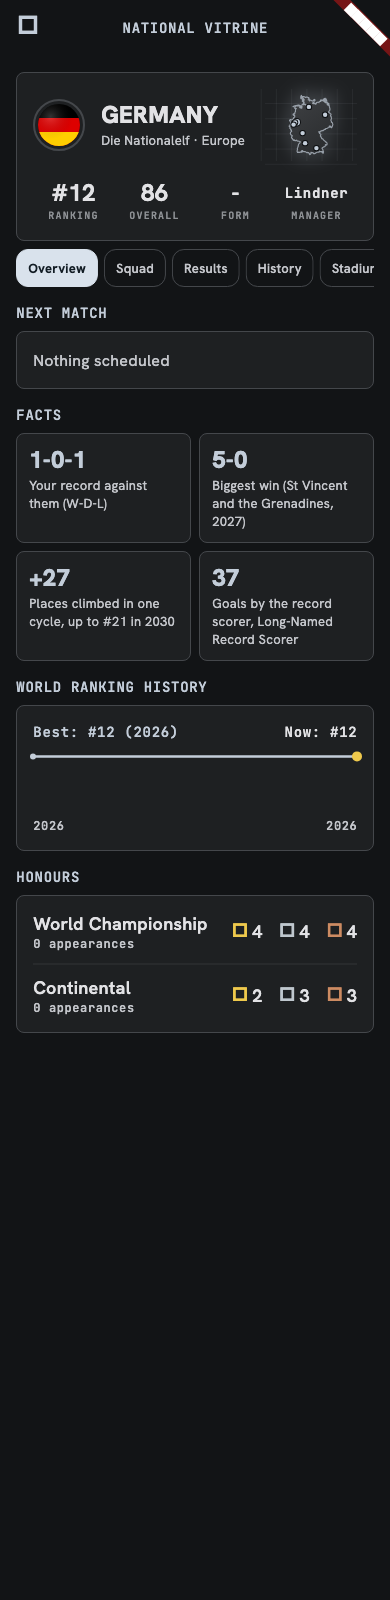 NATIONAL VITRINE
GERMANY
Die Nationalelf · Europe
#12 86 - Lindner
RANKING OVERALL FORM MANAGER
Overview Squad Results History Stadiur
NEXT MATCH
Nothing scheduled
FACTS
1-0-1
Your record against
them (W-D-L)
5-0
Biggest win (St Vincent
and the Grenadines,
2027)
+27
Places climbed in one
cycle, up to #21 in 2030
37
Goals by the record
scorer, Long-Named
Record Scorer
WORLD RANKING HISTORY
Best: #12 (2026) Now: #12
2026 2026
HONOURS
World Championship 4 4 4
0 appearances
Continental 2 3 3
0 appearances